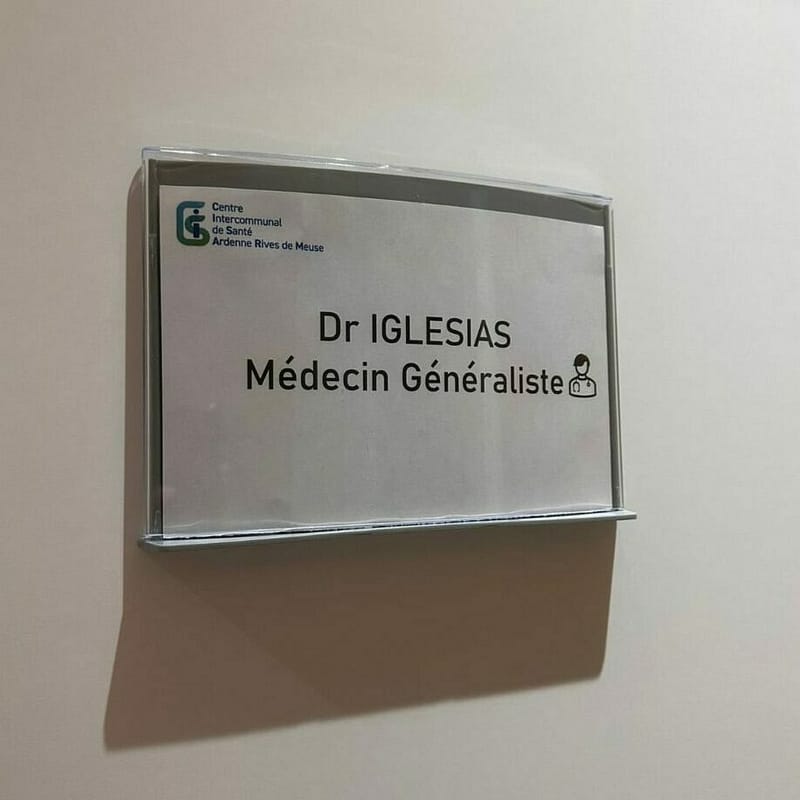 Centre
Intercommunal
de Santé
Ardenne Rives de Meuse
Dr IGLESIAS
Médecin Généraliste